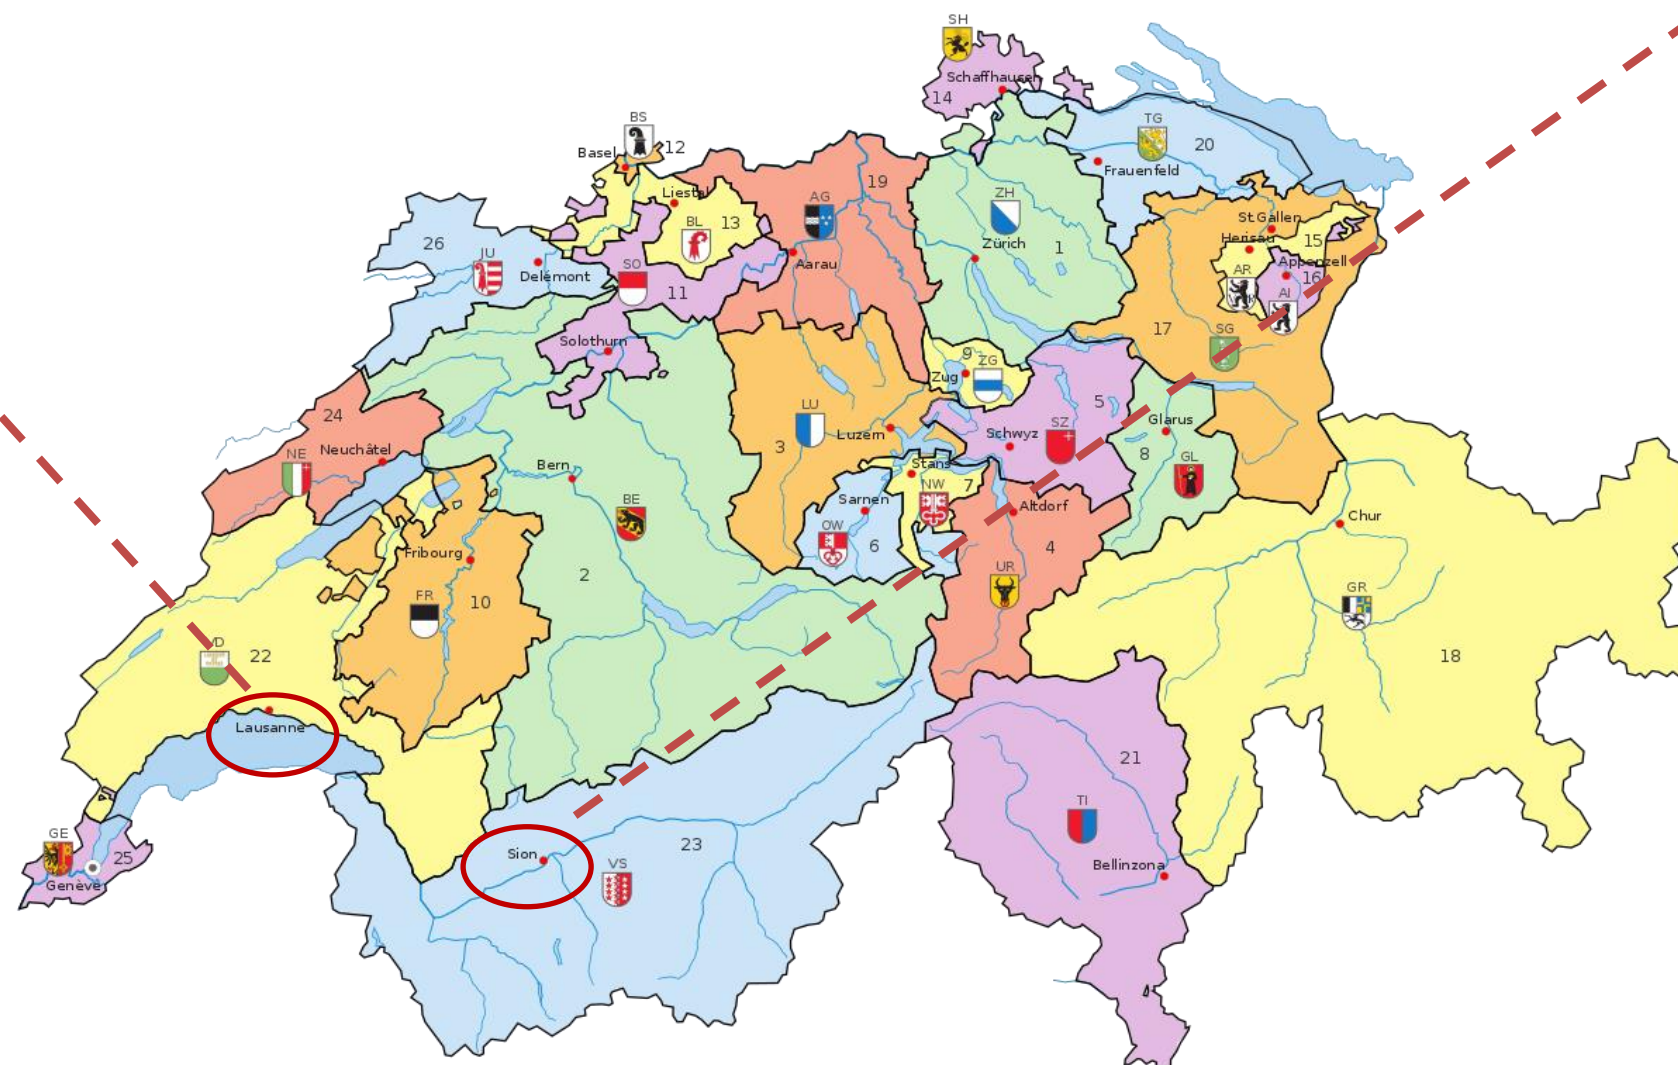 SH
Schaffhausen
14
BS
12
Basel
TG
20
Frauenfeld
Liestal
BL
13
19
AG
ZH
Zürich
1
St.Gallen
Herisau
15
Appenzell
16
AR
AI
26
JU
Delémont
SO
11
Aarau
Solothurn
17
SG
9
ZG
Zug
24
NE
Neuchâtel
LU
Luzern
3
5
SZ
Schwyz
Glarus
8
GL
Bern
BE
Stans
NW
7
Sarnen
OW
6
Altdorf
4
UR
Chur
GR
18
Fribourg
FR
10
2
VD
22
Lausanne
21
TI
Bellinzona
GE
25
Genève
Sion
VS
23